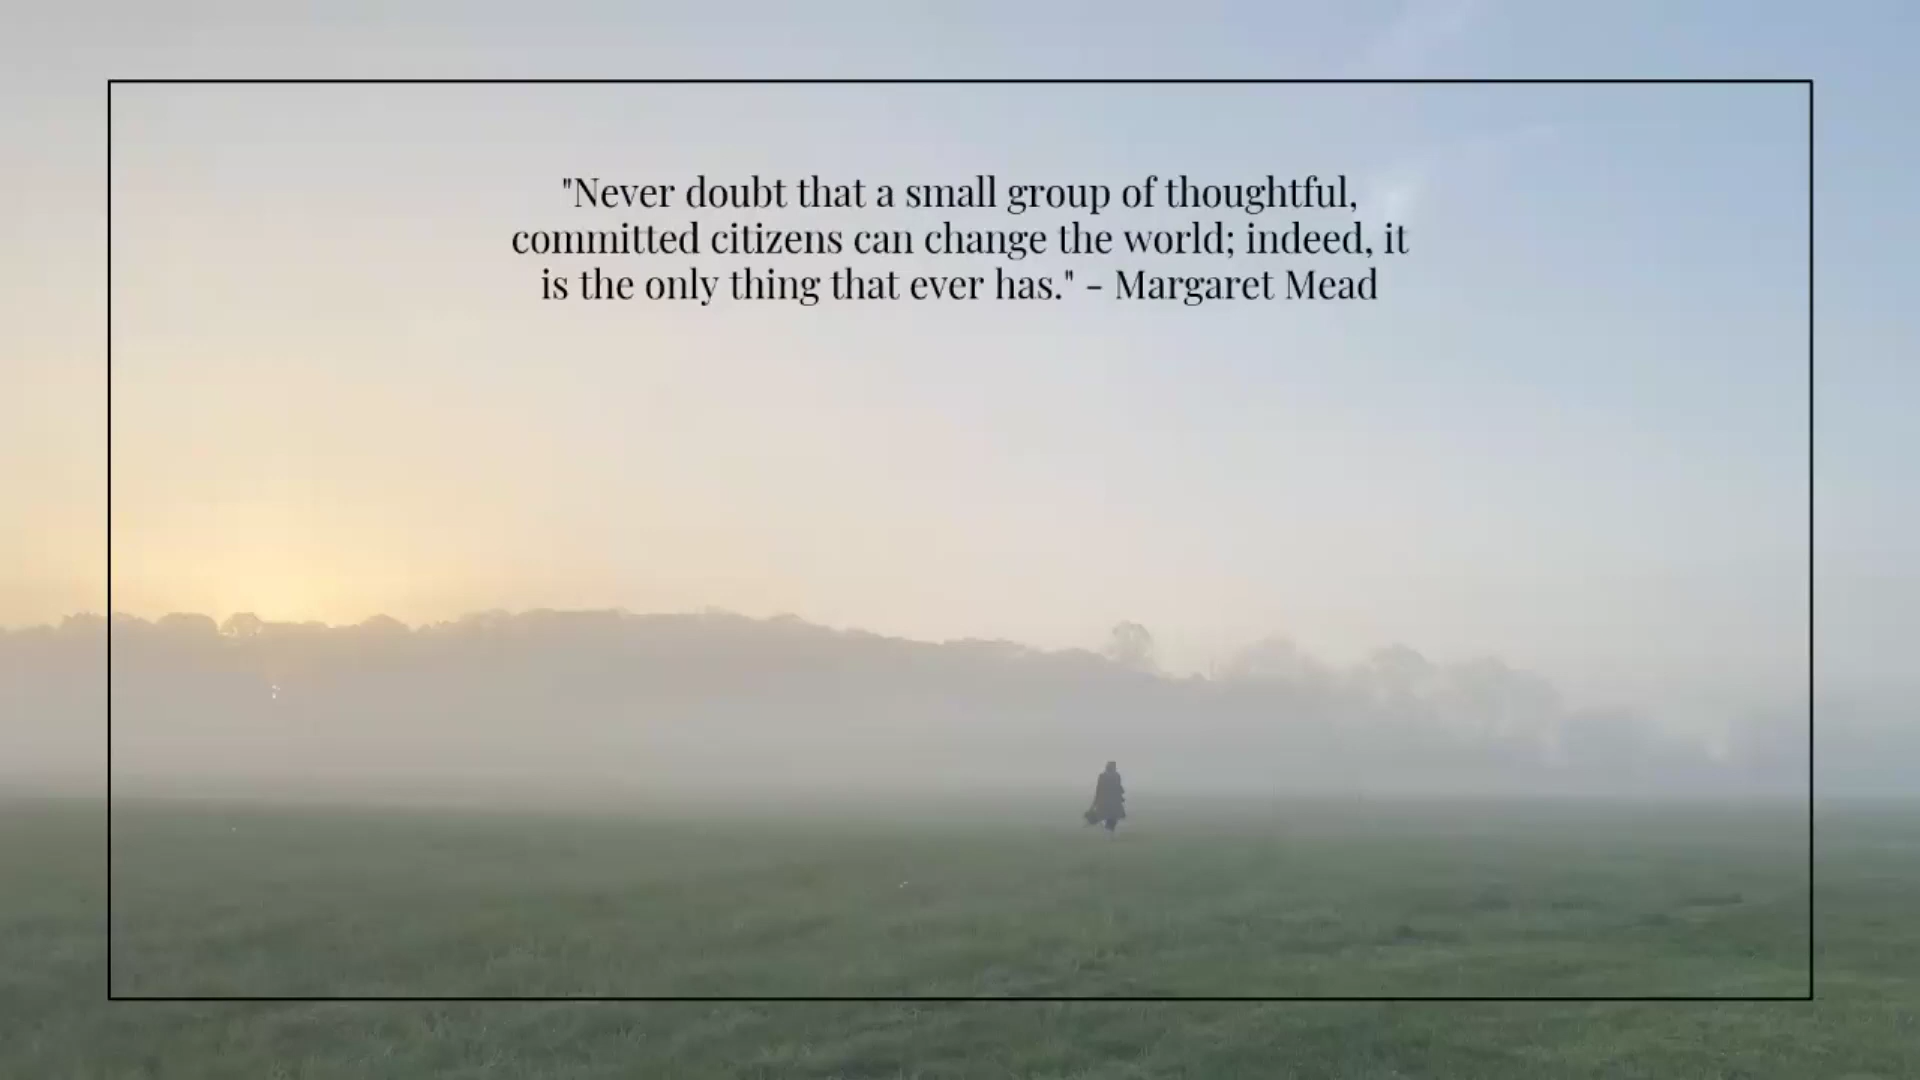 "Never doubt that a small group of thoughtful,
committed citizens can change the world; indeed, it
is the only thing that ever has." - Margaret Mead